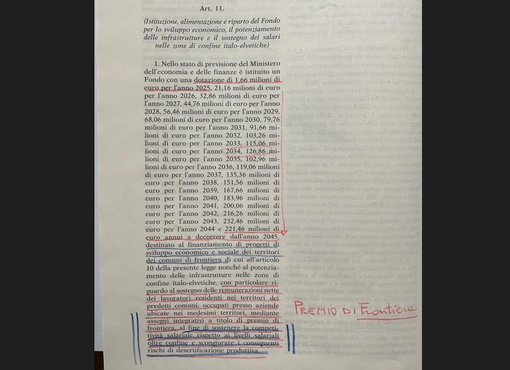 Art. 11.
(Istituzione, alimentazione e riparto del Fondo
per lo sviluppo economico, il potenziamento
delle infrastrutture e il sostegno dei salari
nelle zone di confine italo-elvetiche)
1. Nello stato di previsione del Ministero
dell'economia e delle finanze è istituito un
Fondo con una dotazione di 1,66 milioni di
euro per l'anno 2025, 21,16 milioni di euro
per l'anno 2026, 32,86 milioni di euro per
l'anno 2027, 44,76 milioni di euro per l'anno
2028, 56,46 milioni di euro per l'anno 2029,
68,06 milioni di euro per l'anno 2030, 79,76
milioni di euro per l'anno 2031, 91,66 mi-
lioni di euro per l'anno 2032, 103,26 mi-
lioni di euro per l'anno 2033, 115,06 mi-
lioni di euro per l'anno 2034, 126,86 mi-
lioni di euro per l'anno 2035, 102,96 mi-
lioni di euro per l'anno 2036, 119,06 milioni
di euro per l'anno 2037, 135,36 milioni di
euro per l'anno 2038, 151,56 milioni di
euro per l'anno 2039, 167,66 milioni di
euro per l'anno 2040, 183,96 milioni di
euro per l'anno 2041, 200,06 milioni di
euro per l'anno 2042, 216,26 milioni di
euro per l'anno 2043, 232,46 milioni di
euro per l'anno 2044 e 221,46 milioni di
euro annui a decorrere dall'anno 2045,
destinato al finanziamento di progetti di
sviluppo economico e sociale dei territori
dei comuni di frontiera di cui all'articolo
10 della presente legge nonché al potenzia-
mento delle infrastrutture nelle zone di
confine italo-elvetiche, con particolare ri-
guardo al sostegno delle remunerazioni nette
dei lavoratori residenti nei territori dei
predetti comuni, occupati presso aziende
ubicate nei medesimi territori, mediante
assegni integrativi a titolo di premio di
frontiera, al fine di sostenere la competi-
tività salariale rispetto ai livelli salariali
oltre confine e scongiurare i conseguenti
rischi di desertificazione produttiva.
PREMIO DI Frontiera